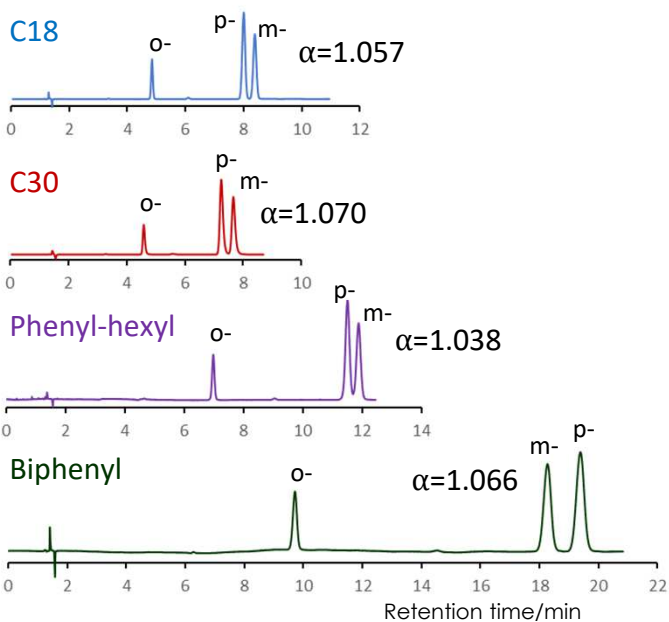 C18
o-
p-
m-
α=1.057
0 2 4 6 8 10 12
C30
o-
p-
m-
α=1.070
0 2 4 6 8 10
Phenyl-hexyl
o-
p-
m-
α=1.038
0 2 4 6 8 10 12 14
Biphenyl
o-
α=1.066
m-
p-
0 2 4 6 8 10 12 14 16 18 20 22
Retention time/min